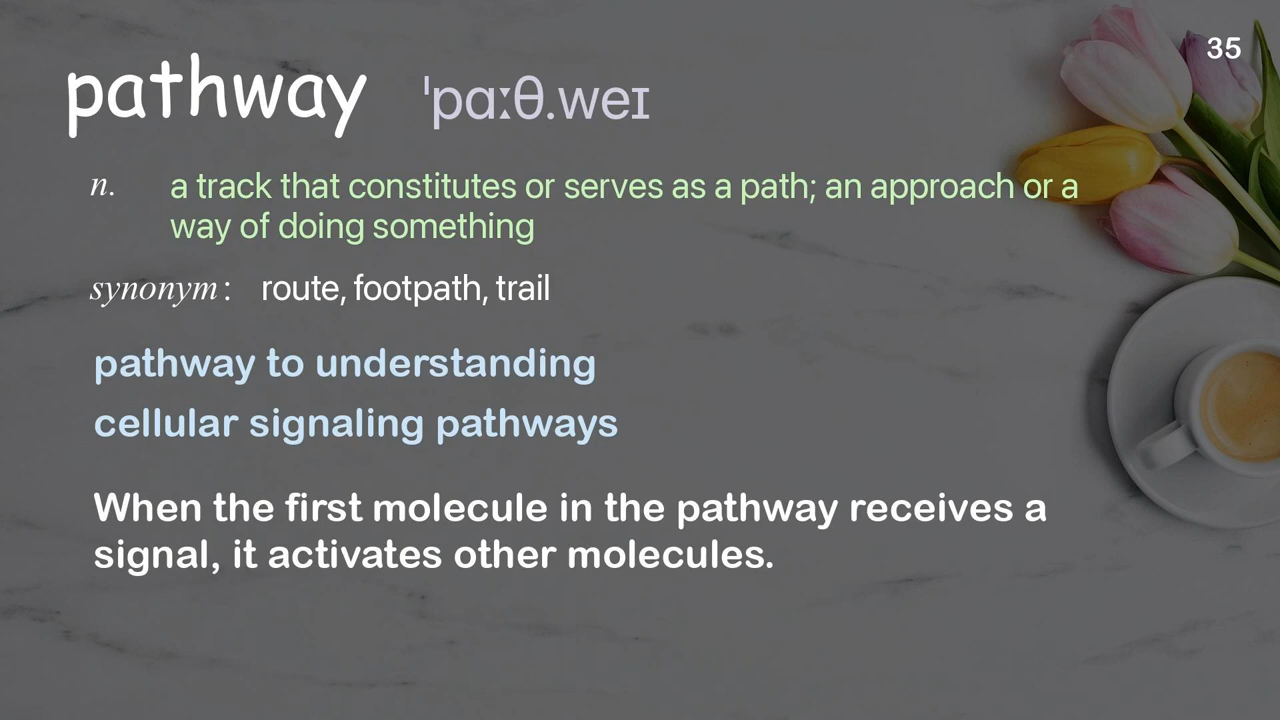 35
pathway ˈpɑːθ.weɪ
n. a track that constitutes or serves as a path; an approach or a
way of doing something
synonym: route, footpath, trail
pathway to understanding
cellular signaling pathways
When the first molecule in the pathway receives a
signal, it activates other molecules.